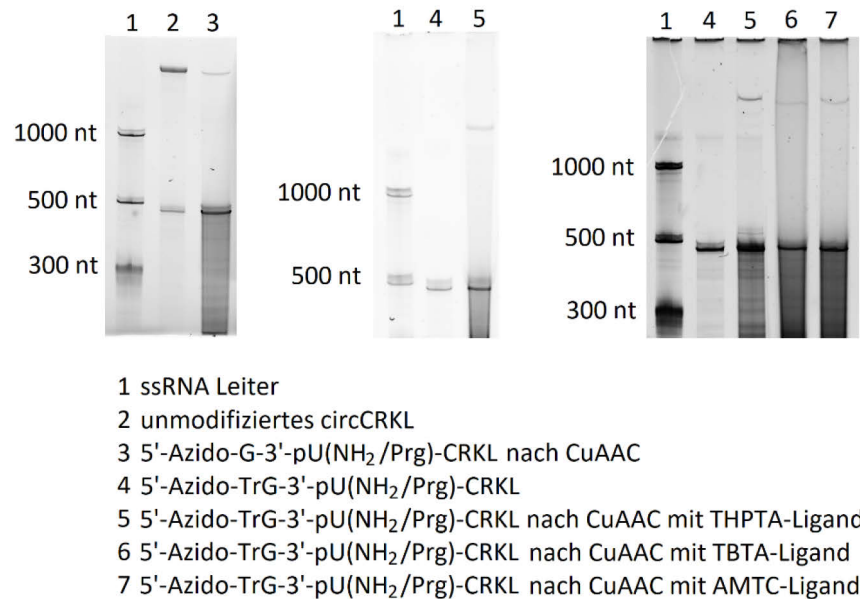 1 2 3
1000 nt
500 nt
300 nt
1 4 5
1000 nt
500 nt
1 4 5 6 7
1000 nt
500 nt
300 nt
1 ssRNA Leiter
2 unmodifiziertes circCRKL
3 5'-Azido-G-3'-pU(NH₂/Prg)-CRKL nach CuAAC
4 5'-Azido-TrG-3'-pU(NH₂/Prg)-CRKL
5 5'-Azido-TrG-3'-pU(NH₂/Prg)-CRKL nach CuAAC mit THPTA-Ligand
6 5'-Azido-TrG-3'-pU(NH₂/Prg)-CRKL nach CuAAC mit TBTA-Ligand
7 5'-Azido-TrG-3'-pU(NH₂/Prg)-CRKL nach CuAAC mit AMTC-Ligand